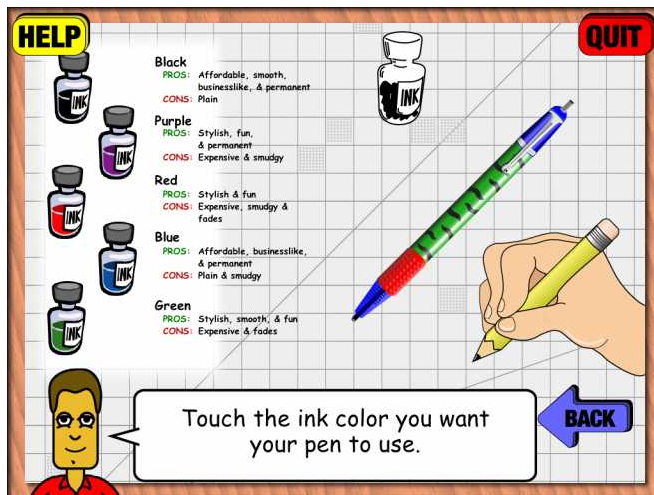 HELP
QUIT
Black
PROS: Affordable, smooth,
businesslike, & permanent
CONS: Plain
INK
INK
Purple
PROS: Stylish, fun,
& permanent
CONS: Expensive & smudgy
INK
Red
PROS: Stylish & fun
CONS: Expensive, smudgy &
fades
INK
Blue
PROS: Affordable, businesslike,
& permanent
CONS: Plain & smudgy
INK
Green
PROS: Stylish, smooth, & fun
CONS: Expensive & fades
INK
Touch the ink color you want
your pen to use.
BACK